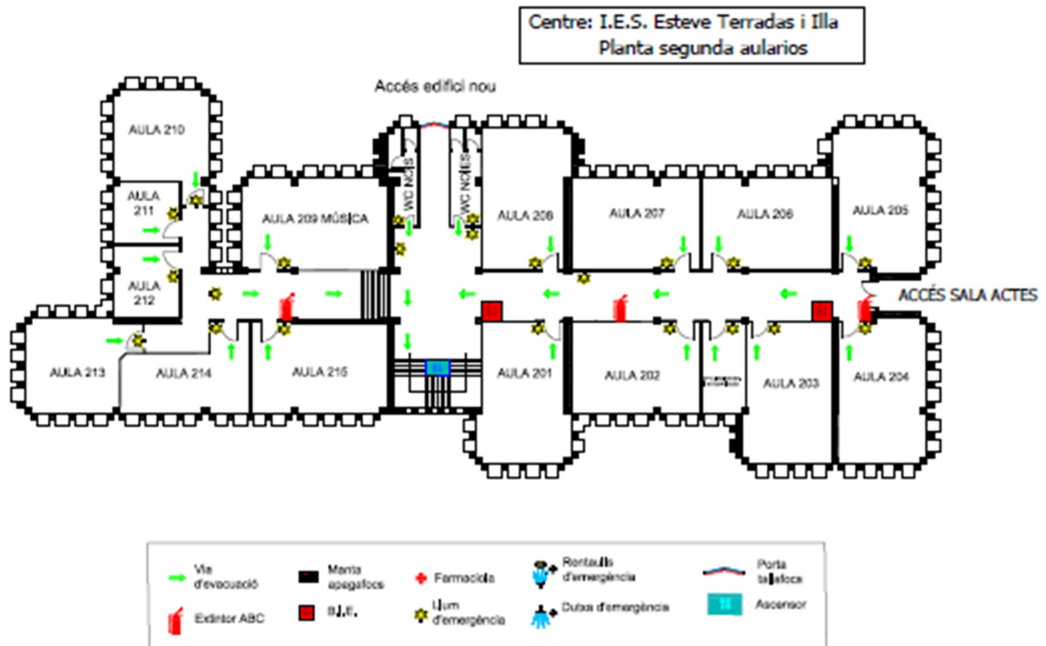 Centre: I.E.S. Esteve Terradas i Illa
Planta segunda aularios
Accés edifici nou
AULA 210
AULA
211
AULA
212
AULA 209 MÚSICA
WC NOIS
WC NOIES
AULA 208
AULA 207
AULA 206
AULA 205
ACCÉS SALA ACTES
AULA 213
AULA 214
AULA 215
AULA 201
AULA 202
AULA 203
AULA 204
Via
d'evacuació
Manta
apagafocs
Farmaciola
Rentaulls
d'emergència
Porta
tallafocs
Extintor ABC
B.I.E.
Llum
d'emergència
Dutxa d'emergència
Ascensor